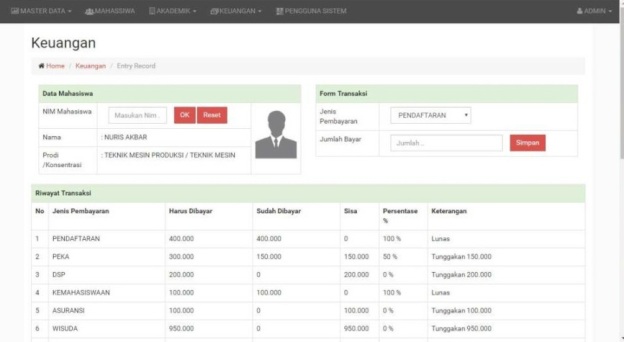 MASTER DATA MAHASISWA AKADEMIK KEUANGAN PENGGUNA SISTEM ADMIN
Keuangan
Home / Keuangan / Entry Record
Data Mahasiswa
NIM Mahasiswa Masukan Nim OK Reset
Nama : NURIS AKBAR
Prodi : TEKNIK MESIN PRODUKSI / TEKNIK MESIN
/Konsentrasi
Form Transaksi
Jenis PENDAFTARAN
Pembayaran
Jumlah Bayar Jumlah... Simpan
Riwayat Transaksi
No Jenis Pembayaran Harus Dibayar Sudah Dibayar Sisa Persentase Keterangan
%
1 PENDAFTARAN 400.000 400.000 0 100 % Lunas
2 PEKA 300.000 150.000 150.000 50 % Tunggakan 150.000
3 DSP 200.000 0 200.000 0 % Tunggakan 200.000
4 KEMAHASISWAAN 100.000 100.000 0 100 % Lunas
5 ASURANSI 100.000 0 100.000 0 % Tunggakan 100.000
6 WISUDA 950.000 0 950.000 0 % Tunggakan 950.000